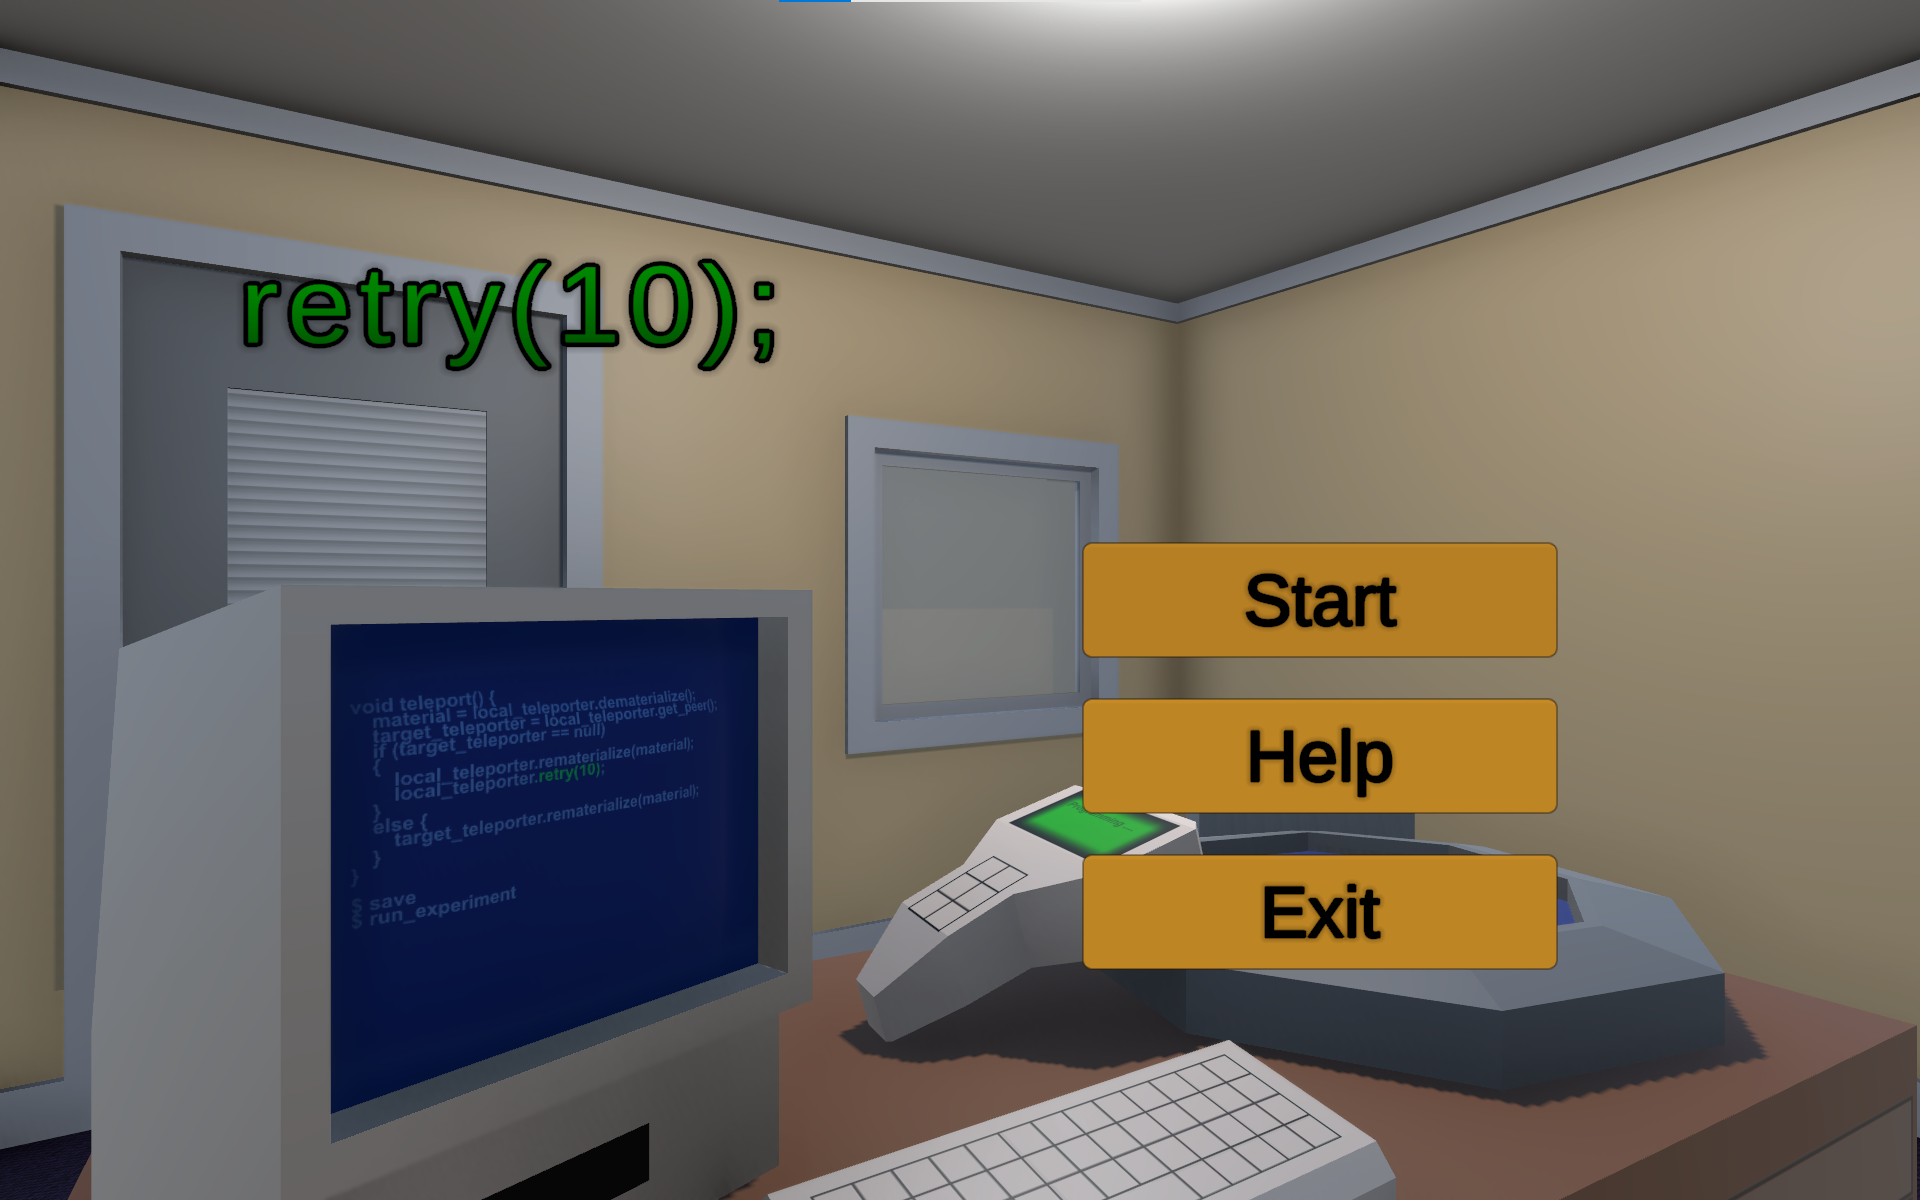 retry(10);
Start
Help
Exit
void teleport() {
material = local_teleporter.dematerialize();
target_teleporter = local_teleporter.get_peer();
if (target_teleporter == null)
{
local_teleporter.rematerialize(material);
local_teleporter.retry(10);
}
else {
target_teleporter.rematerialize(material);
}
}
$ save
$ run_experiment